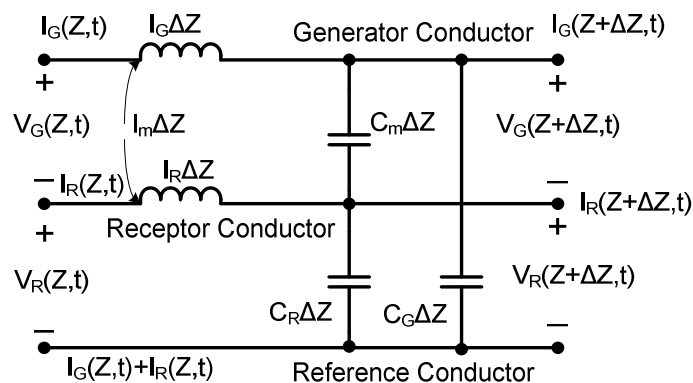 I_G(Z,t)
I_GΔZ
Generator Conductor
I_G(Z+ΔZ,t)
+
+
V_G(Z,t)
I_mΔZ
C_mΔZ
V_G(Z+ΔZ,t)
−
I_R(Z,t)
I_RΔZ
−
I_R(Z+ΔZ,t)
+
Receptor Conductor
+
V_R(Z,t)
C_RΔZ
C_GΔZ
V_R(Z+ΔZ,t)
−
−
I_G(Z,t)+I_R(Z,t)
Reference Conductor